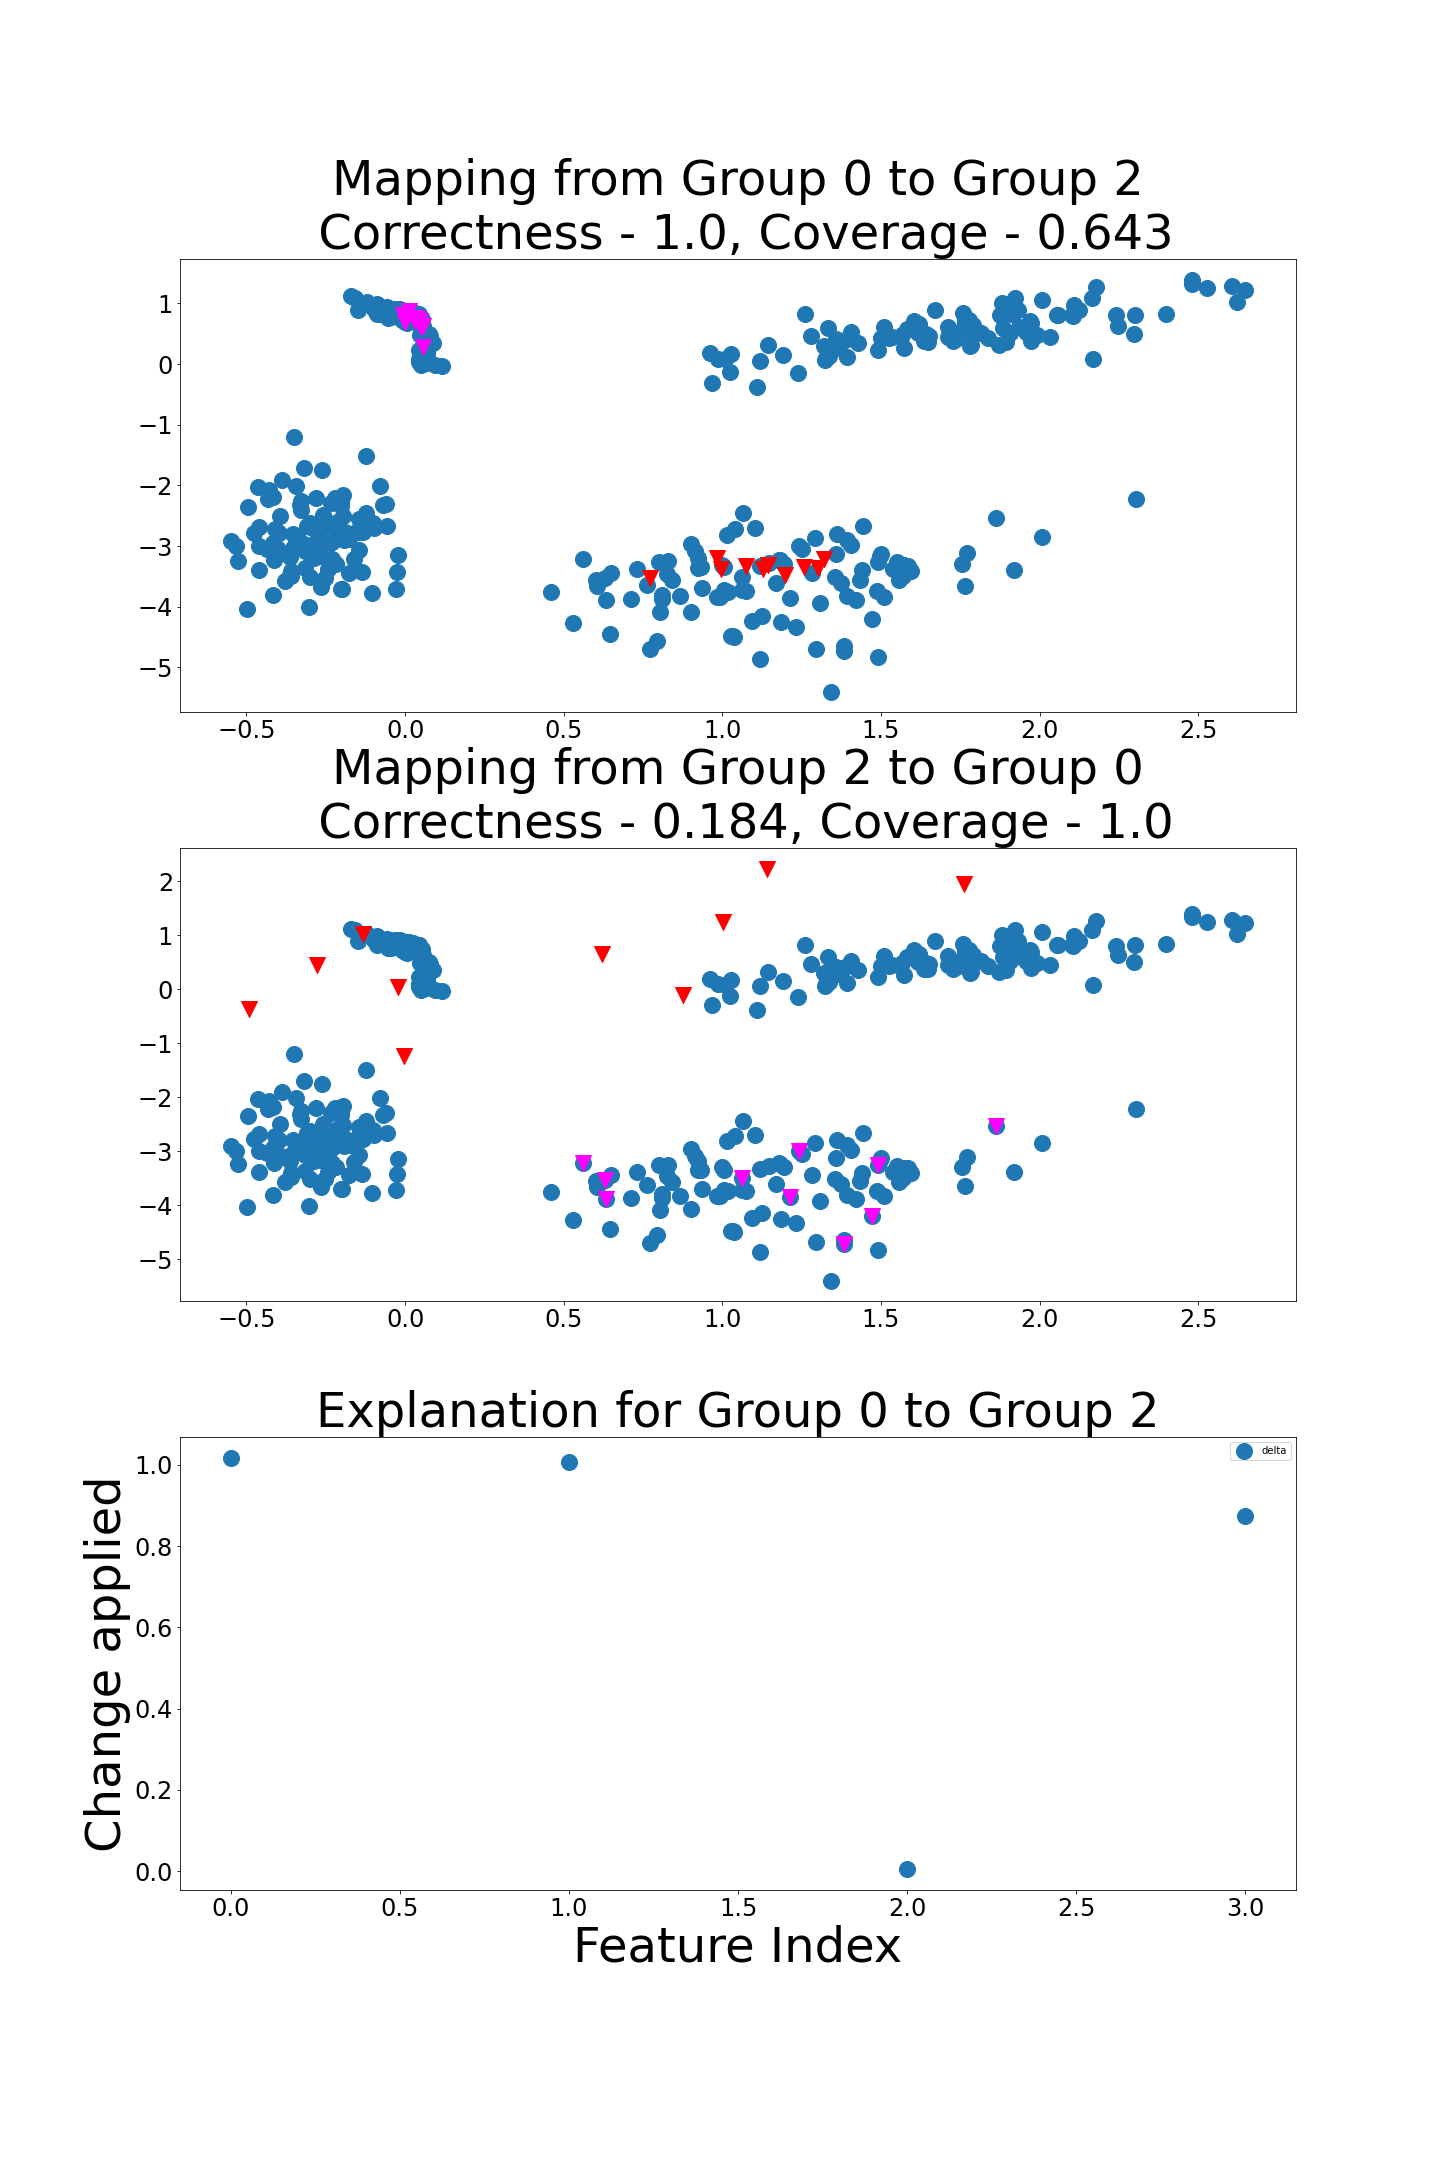 Mapping from Group 0 to Group 2
Correctness - 1.0, Coverage - 0.643
1
0
−1
−2
−3
−4
−5
−0.5 0.0 0.5 1.0 1.5 2.0 2.5
Mapping from Group 2 to Group 0
Correctness - 0.184, Coverage - 1.0
2
1
0
−1
−2
−3
−4
−5
−0.5 0.0 0.5 1.0 1.5 2.0 2.5
Explanation for Group 0 to Group 2
delta
Change applied
1.0
0.8
0.6
0.4
0.2
0.0
0.0 0.5 1.0 1.5 2.0 2.5 3.0
Feature Index